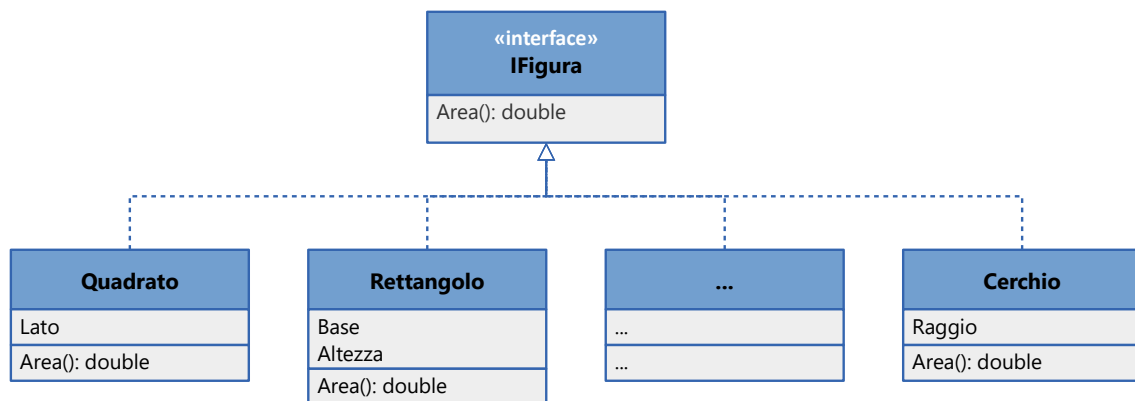 «interface»
IFigura
Area(): double
Quadrato
Lato
Area(): double
Rettangolo
Base
Altezza
Area(): double
...
...
...
Cerchio
Raggio
Area(): double